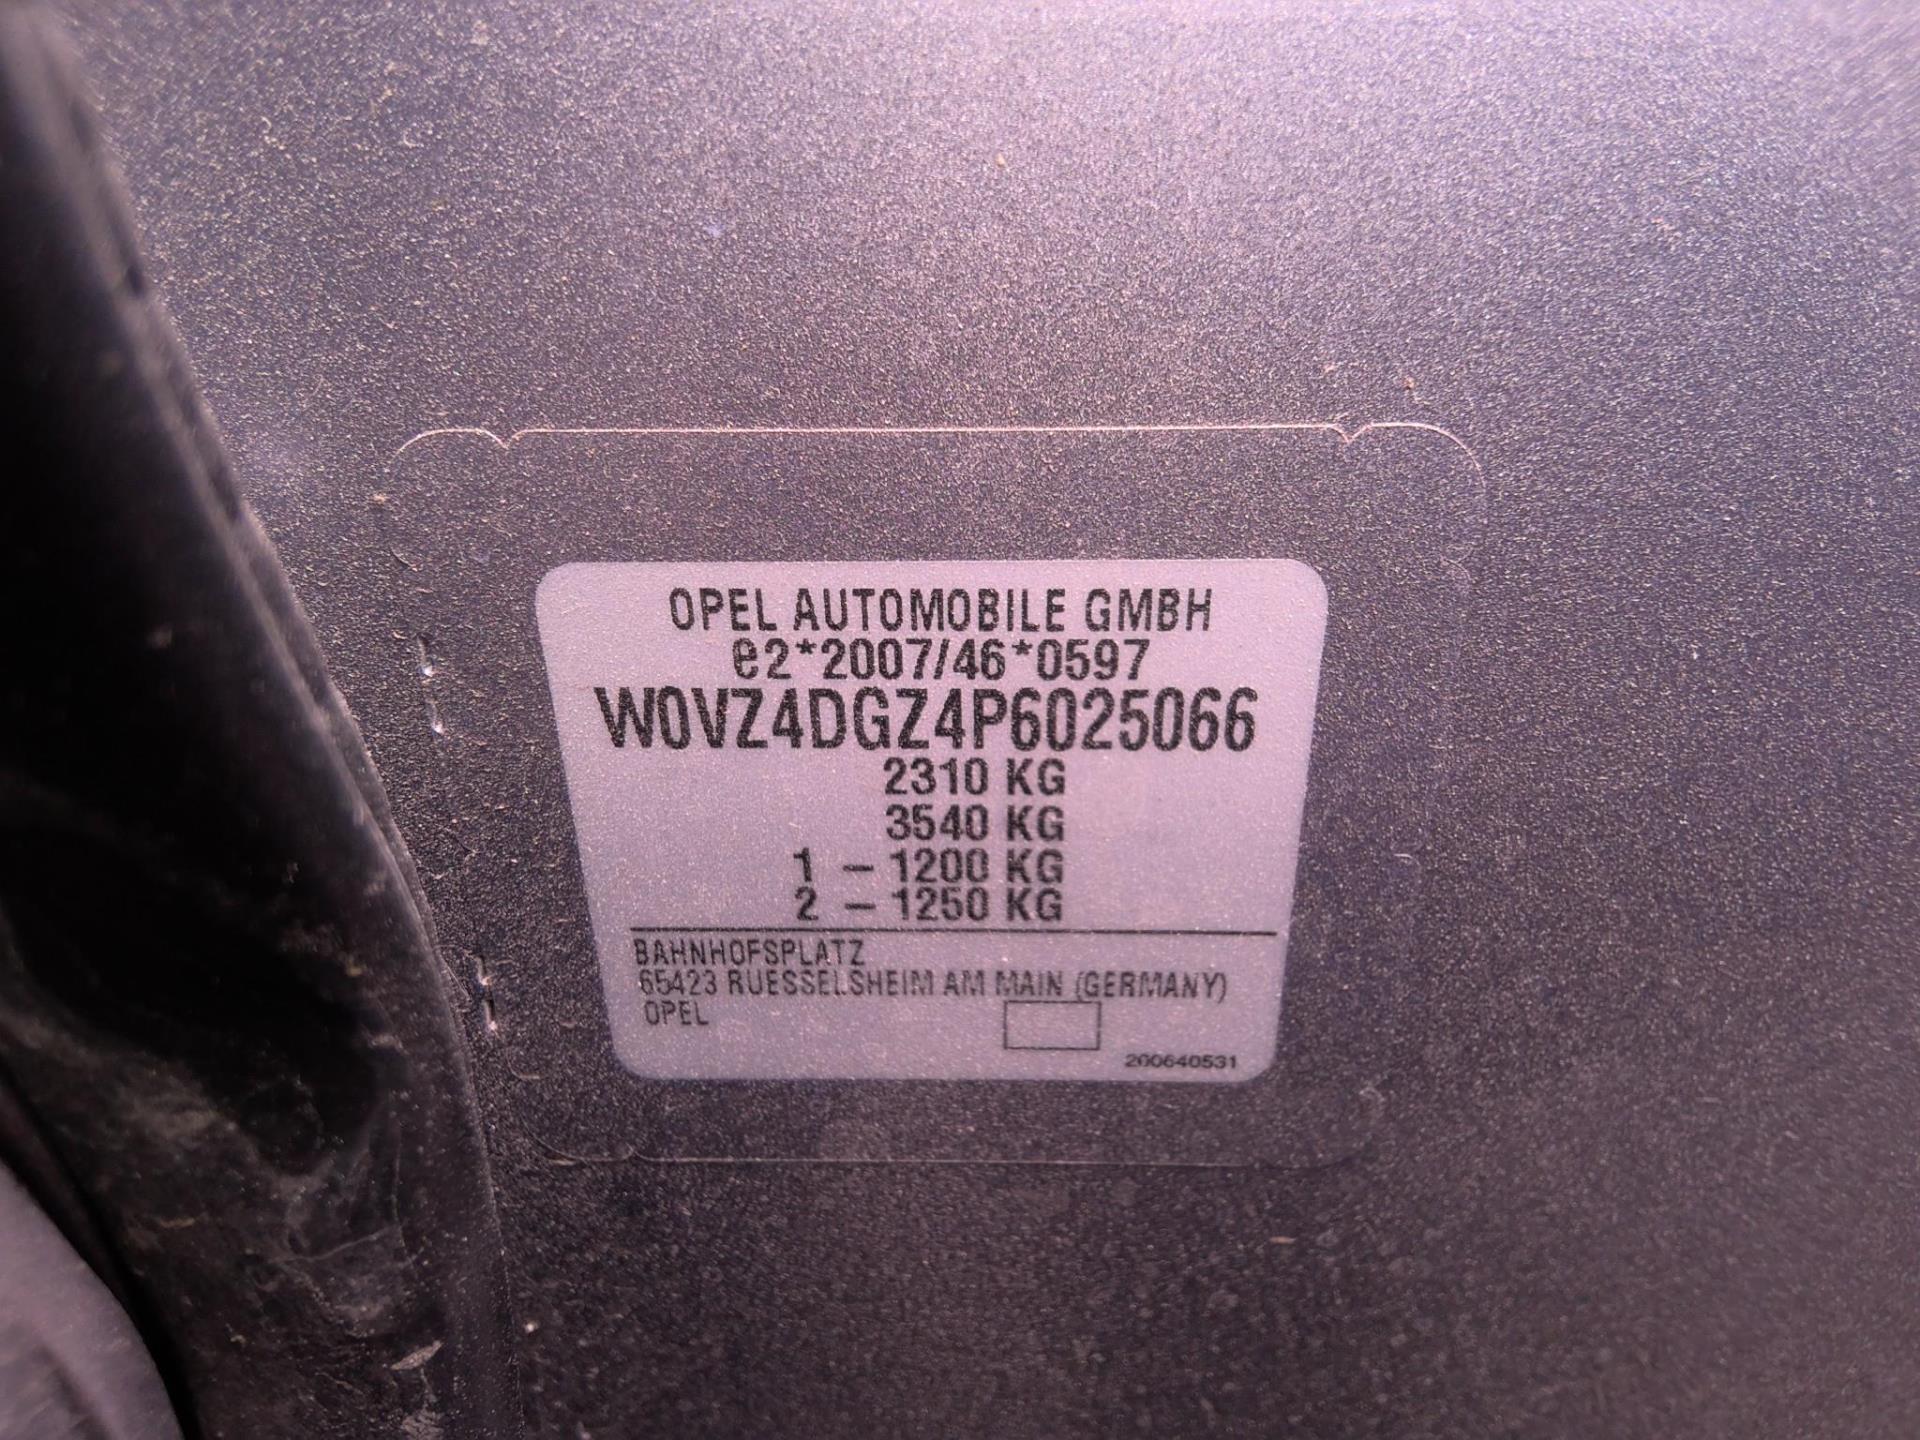 OPEL AUTOMOBILE GMBH
e2*2007/46*0597
W0VZ4DGZ4P6025066
2310 KG
3540 KG
1 – 1200 KG
2 – 1250 KG
BAHNHOFSPLATZ
65423 RUESSELSHEIM AM MAIN (GERMANY)
OPEL
200640531